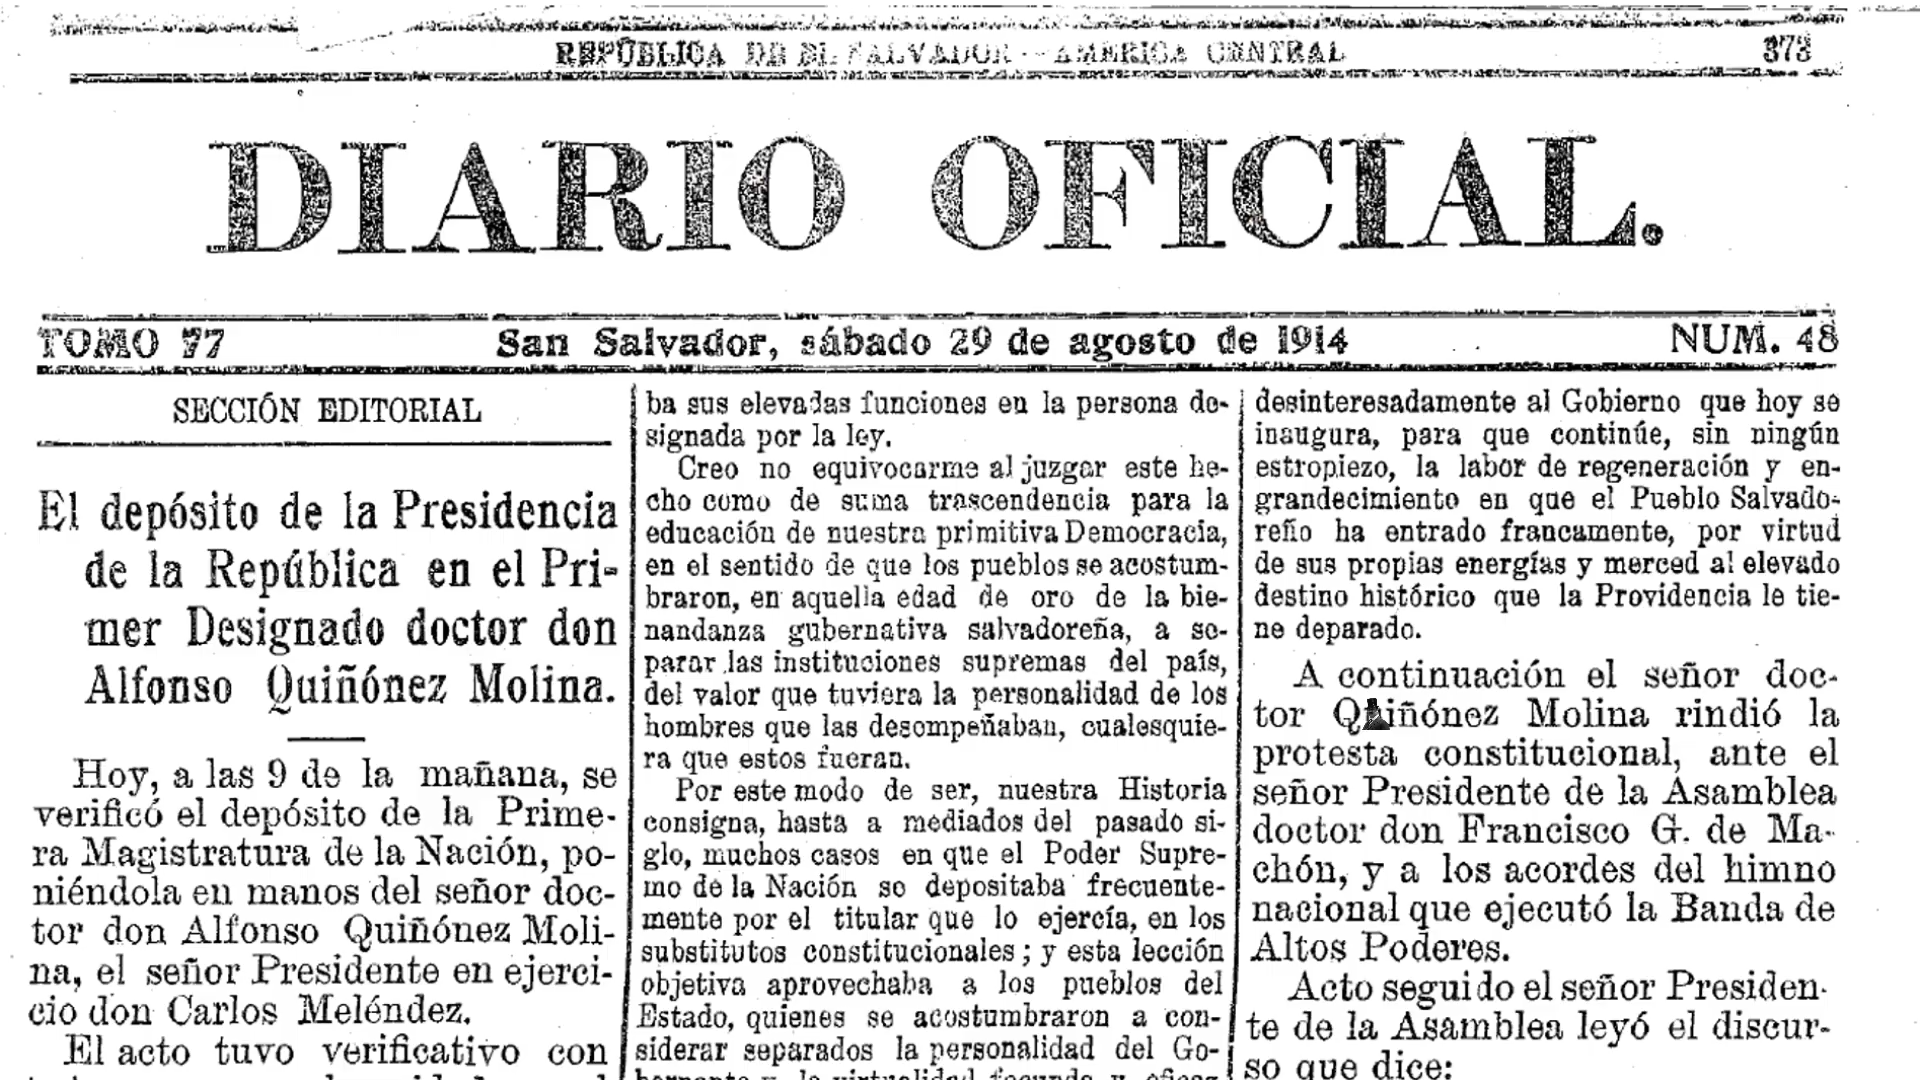 REPÚBLICA DE EL SALVADOR — AMERICA CENTRAL
373
DIARIO OFICIAL.
TOMO 77
San Salvador, sábado 29 de agosto de 1914
NUM. 48
SECCIÓN EDITORIAL
El depósito de la Presidencia
de la República en el Pri-
mer Designado doctor don
Alfonso Quiñónez Molina.
Hoy, a las 9 de la mañana, se
verificó el depósito de la Prime-
ra Magistratura de la Nación, po-
niéndola en manos del señor doc-
tor don Alfonso Quiñónez Moli-
na, el señor Presidente en ejerci-
cio don Carlos Meléndez.
El acto tuvo verificativo con
ba sus elevadas funciones en la persona de-
signada por la ley.
Creo no equivocarme al juzgar este he-
cho como de suma trascendencia para la
educación de nuestra primitiva Democracia,
en el sentido de que los pueblos se acostum-
braron, en aquella edad de oro de la bie-
nandanza gubernativa salvadoreña, a se-
parar las instituciones supremas del país,
del valor que tuviera la personalidad de los
hombres que las desempeñaban, cualesquie-
ra que estos fueran.
Por este modo de ser, nuestra Historia
consigna, hasta a mediados del pasado si-
glo, muchos casos en que el Poder Supre-
mo de la Nación se depositaba frecuente-
mente por el titular que lo ejercía, en los
substitutos constitucionales; y esta lección
objetiva aprovechaba a los pueblos del
Estado, quienes se acostumbraron a con-
siderar separados la personalidad del Go-
desinteresadamente al Gobierno que hoy se
inaugura, para que continúe, sin ningún
estropiezo, la labor de regeneración y en-
grandecimiento en que el Pueblo Salvado-
reño ha entrado francamente, por virtud
de sus propias energías y merced al elevado
destino histórico que la Providencia le tie-
ne deparado.
A continuación el señor doc-
tor Quiñónez Molina rindió la
protesta constitucional, ante el
señor Presidente de la Asamblea
doctor don Francisco G. de Ma-
chón, y a los acordes del himno
nacional que ejecutó la Banda de
Altos Poderes.
Acto seguido el señor Presiden-
te de la Asamblea leyó el discur-
so que dice: